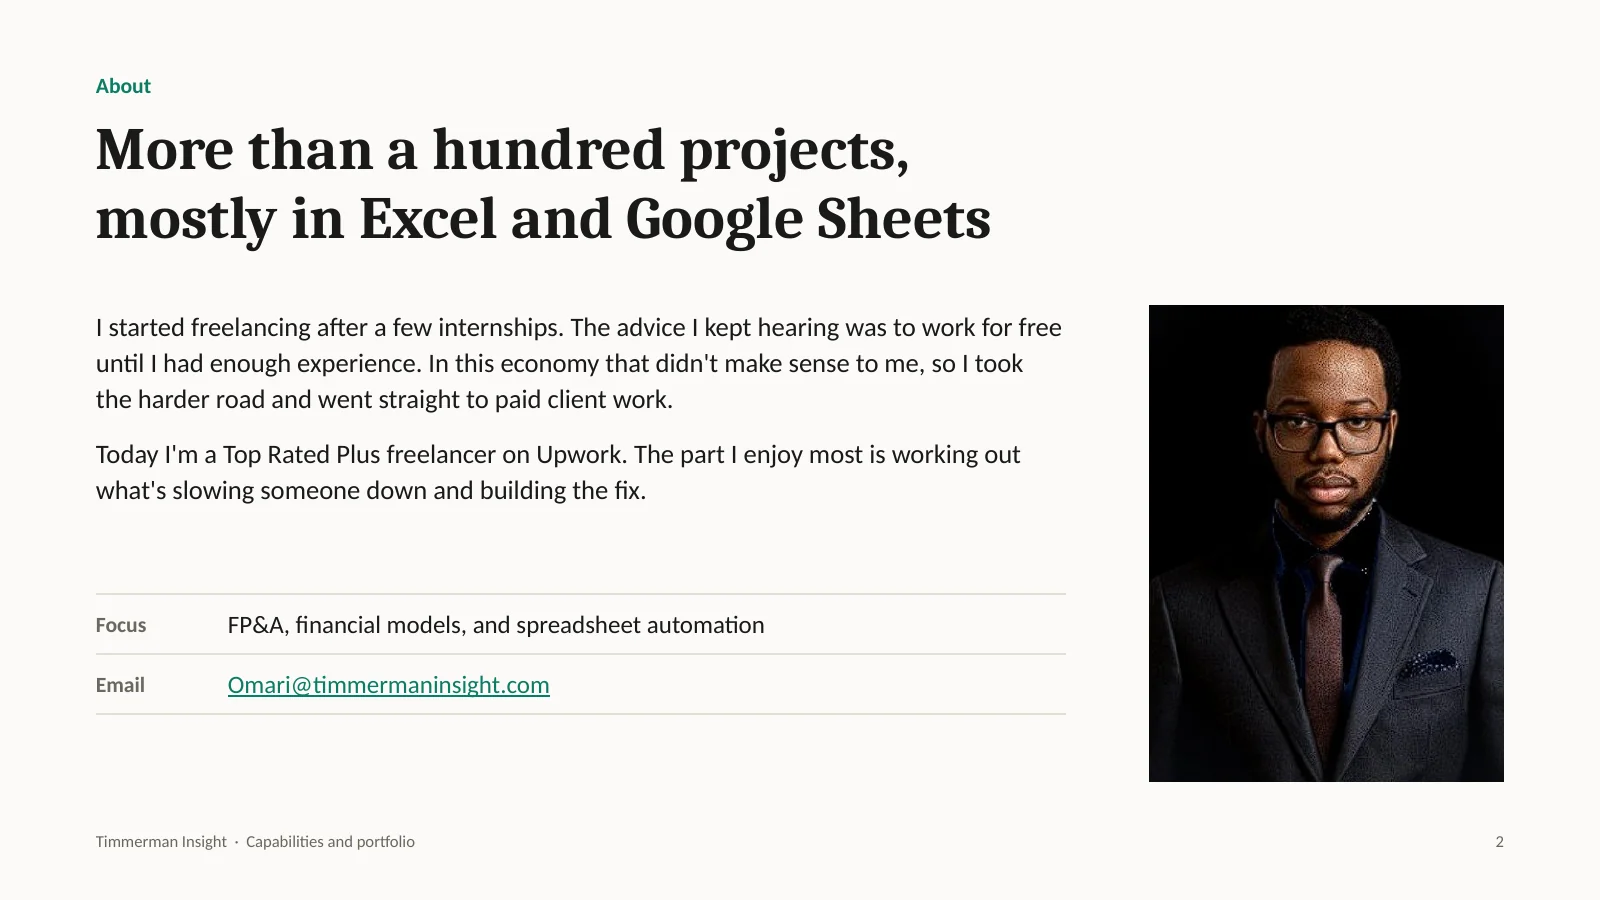 About
More than a hundred projects,
mostly in Excel and Google Sheets
I started freelancing after a few internships. The advice I kept hearing was to work for free
until I had enough experience. In this economy that didn't make sense to me, so I took
the harder road and went straight to paid client work.
Today I'm a Top Rated Plus freelancer on Upwork. The part I enjoy most is working out
what's slowing someone down and building the fix.
Focus FP&A, financial models, and spreadsheet automation
Email Omari@timmermaninsight.com
Timmerman Insight · Capabilities and portfolio 2